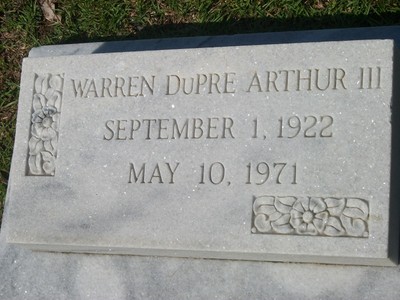 WARREN DuPRE ARTHUR III
SEPTEMBER 1, 1922
MAY 10, 1971